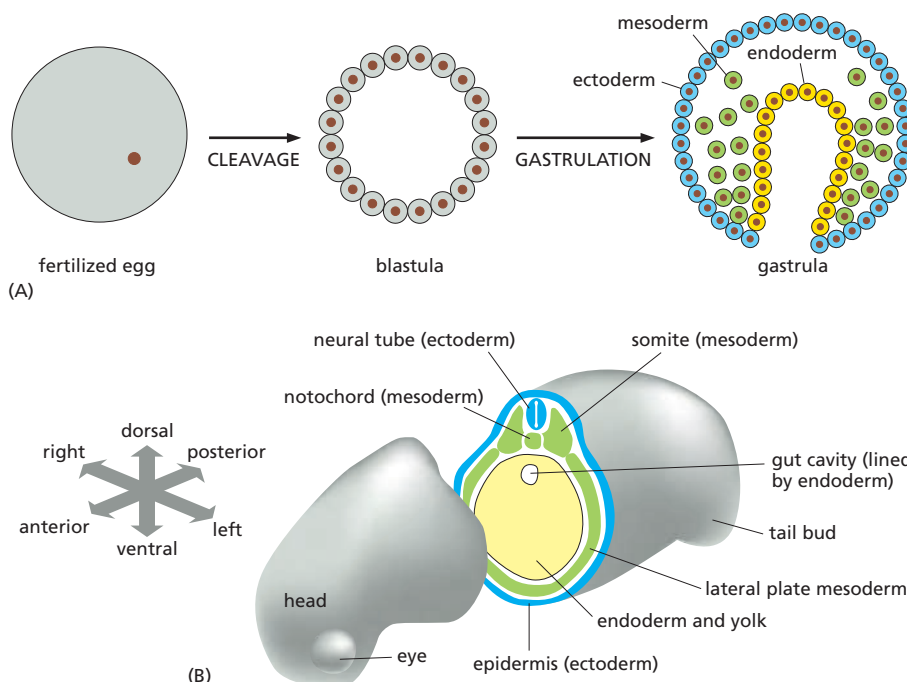 mesoderm
endoderm
ectoderm
CLEAVAGE
GASTRULATION
fertilized egg
blastula
gastrula
(A)
neural tube (ectoderm)
somite (mesoderm)
notochord (mesoderm)
dorsal
right
posterior
gut cavity (lined
by endoderm)
anterior
left
ventral
tail bud
lateral plate mesoderm
head
endoderm and yolk
eye
epidermis (ectoderm)
(B)